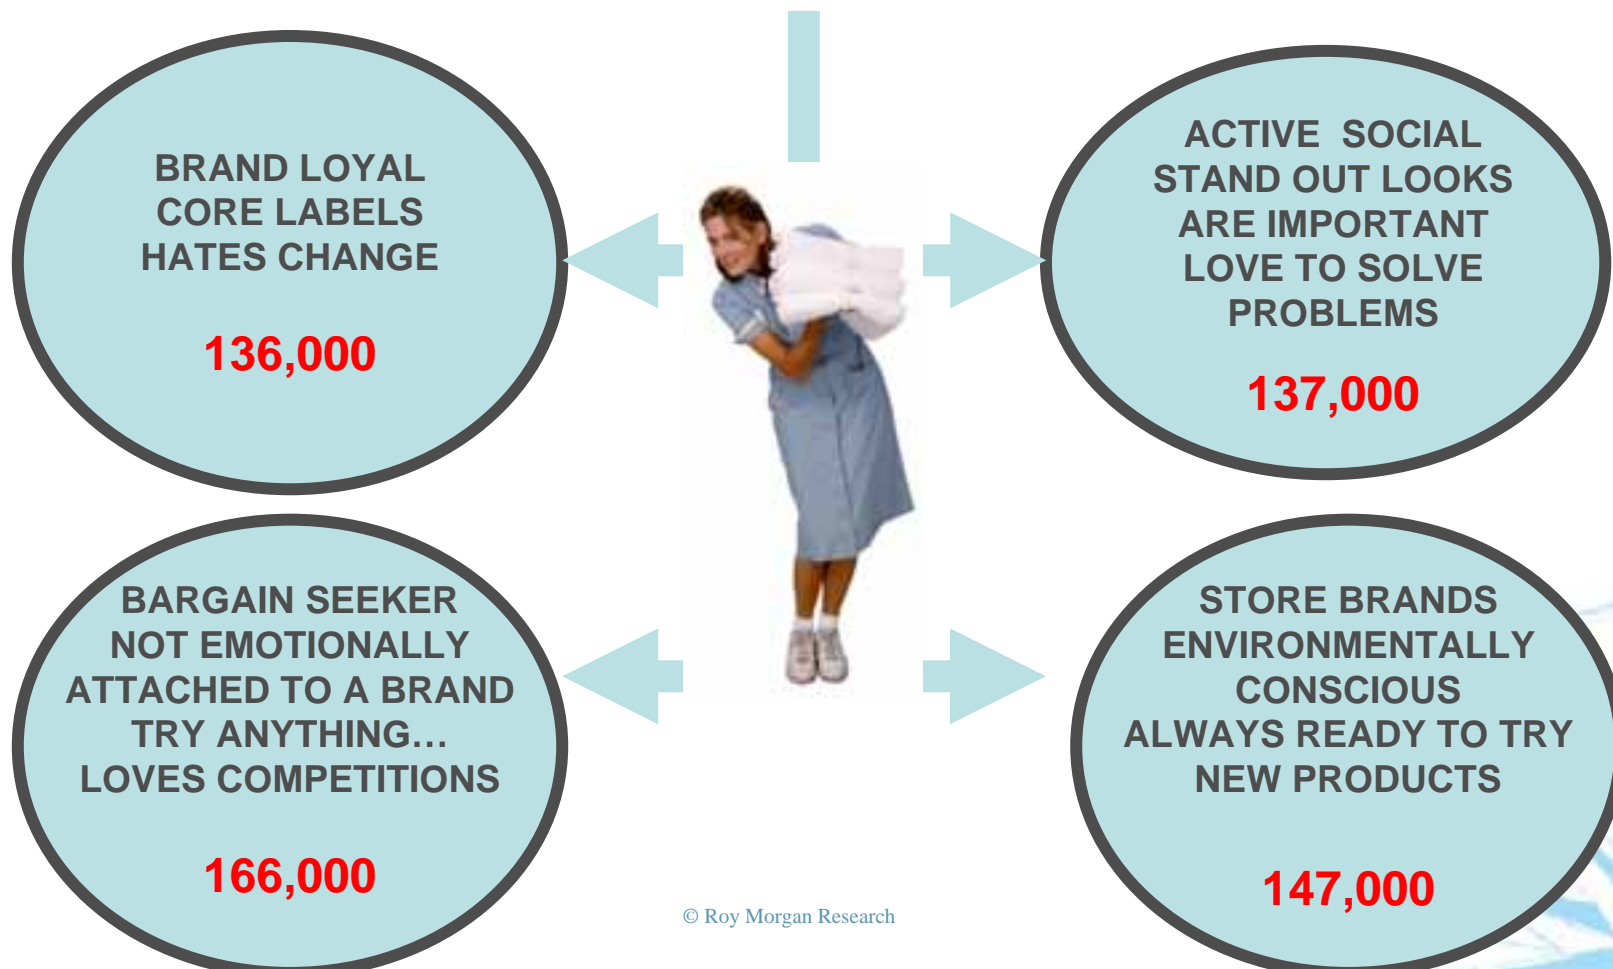 BRAND LOYAL
CORE LABELS
HATES CHANGE
136,000
ACTIVE  SOCIAL
STAND OUT LOOKS
ARE IMPORTANT
LOVE TO SOLVE
PROBLEMS
137,000
BARGAIN SEEKER
NOT EMOTIONALLY
ATTACHED TO A BRAND
TRY ANYTHING…
LOVES COMPETITIONS
166,000
STORE BRANDS
ENVIRONMENTALLY
CONSCIOUS
ALWAYS READY TO TRY
NEW PRODUCTS
147,000
© Roy Morgan Research